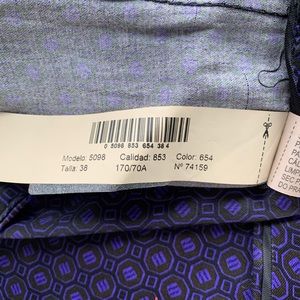 0 5098 853 654 38 4
Modelo: 5098 Calidad: 853 Color: 654
Talla: 38 170/70A Nº 74159